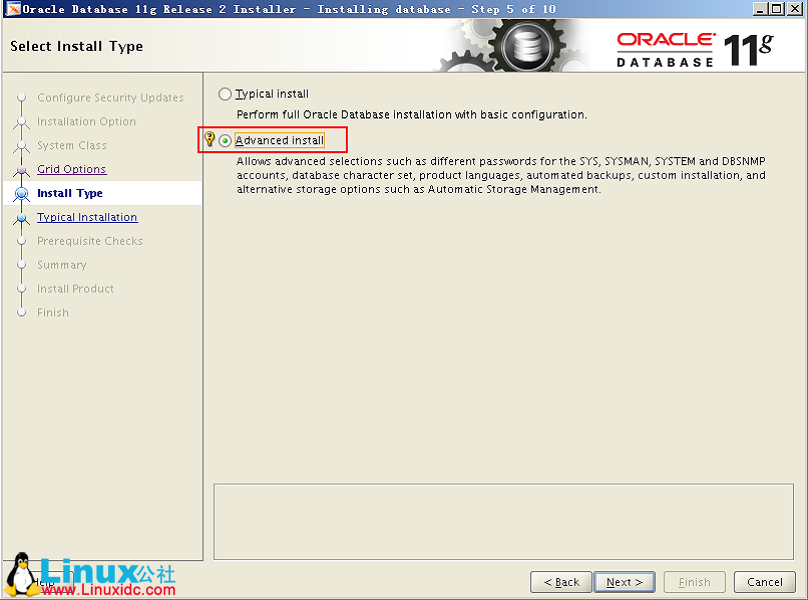 Oracle Database 11g Release 2 Installer - Installing database - Step 5 of 10
Select Install Type
ORACLE
DATABASE
11g
Configure Security Updates
Installation Option
System Class
Grid Options
Install Type
Typical Installation
Prerequisite Checks
Summary
Install Product
Finish
Typical install
Perform full Oracle Database installation with basic configuration.
Advanced install
Allows advanced selections such as different passwords for the SYS, SYSMAN, SYSTEM and DBSNMP
accounts, database character set, product languages, automated backups, custom installation, and
alternative storage options such as Automatic Storage Management.
Help
< Back
Next >
Finish
Cancel
Linux公社
www.Linuxidc.com